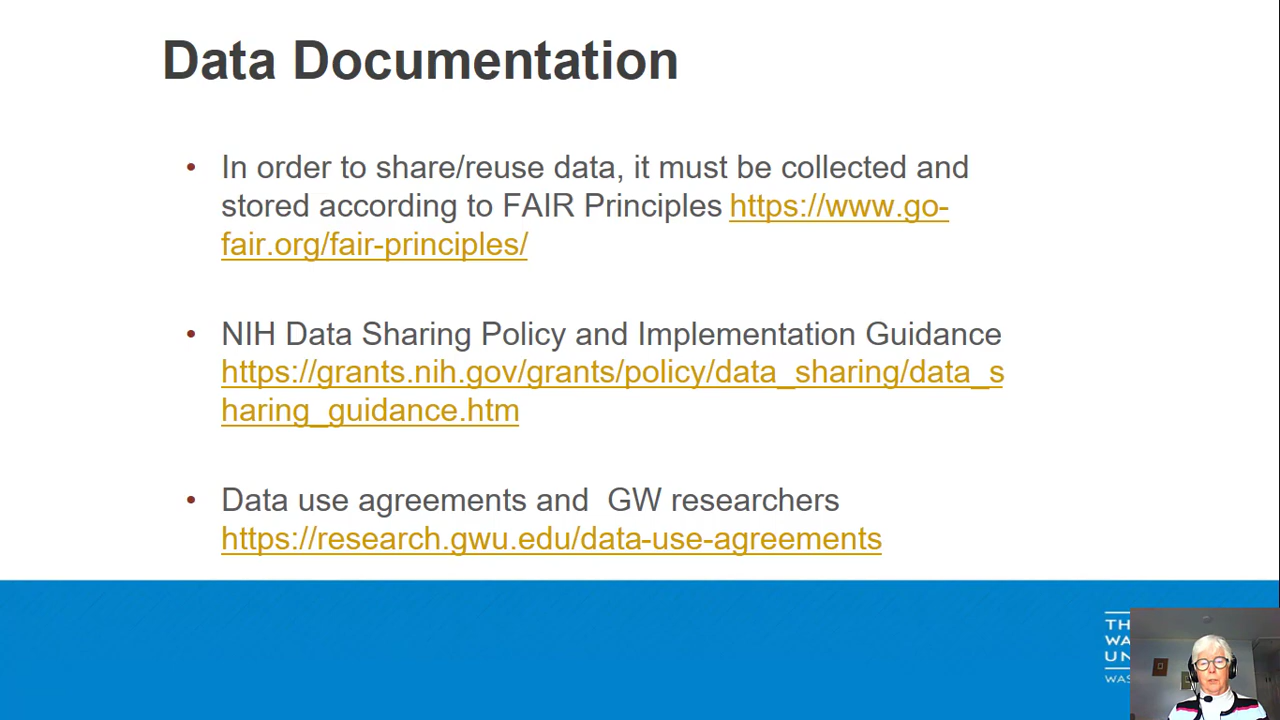 Data Documentation
• In order to share/reuse data, it must be collected and
stored according to FAIR Principles https://www.go-
fair.org/fair-principles/
• NIH Data Sharing Policy and Implementation Guidance
https://grants.nih.gov/grants/policy/data_sharing/data_s
haring_guidance.htm
• Data use agreements and  GW researchers
https://research.gwu.edu/data-use-agreements